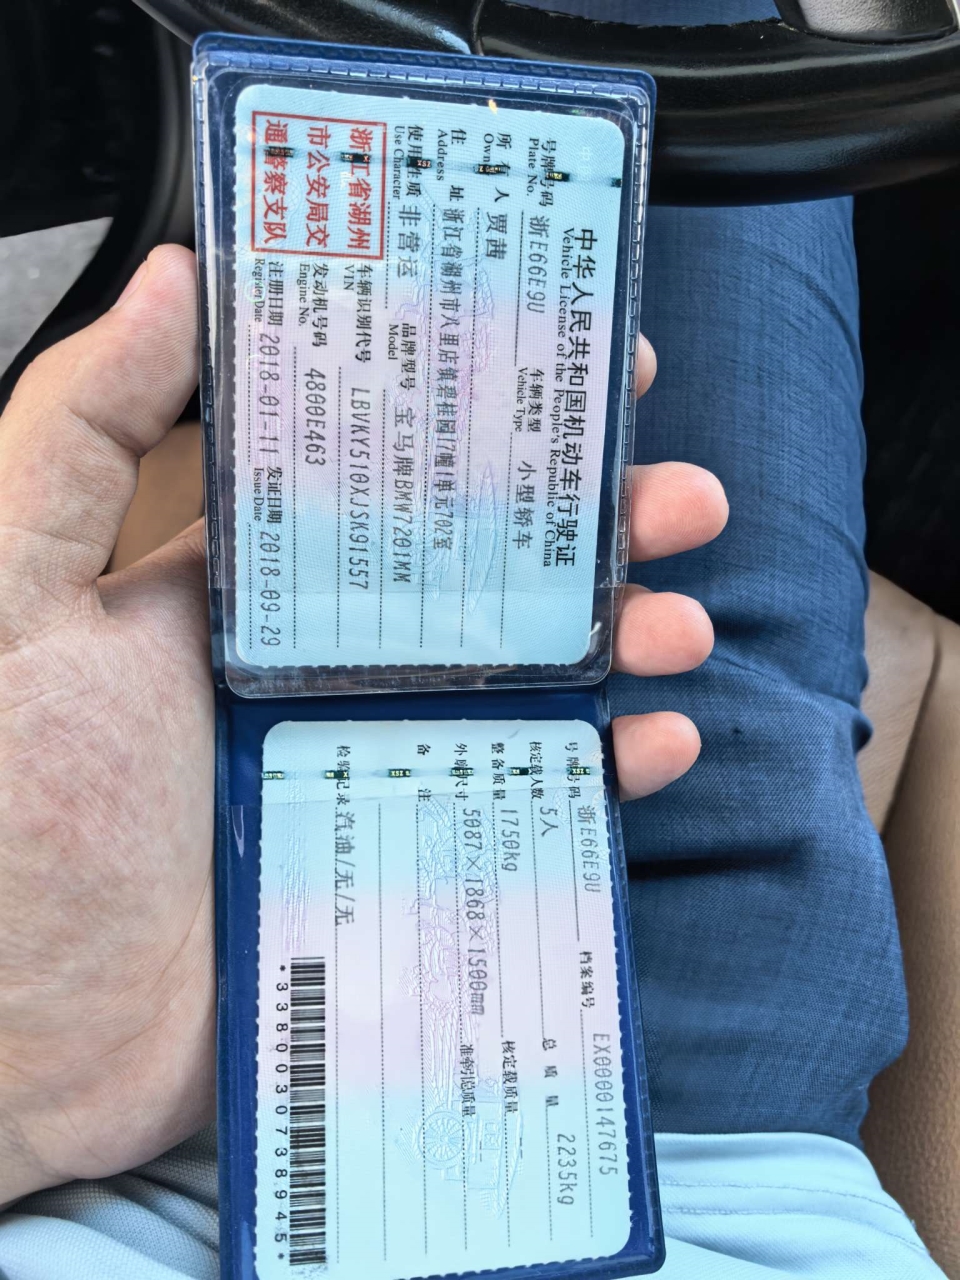 中华人民共和国机动车行驶证
Vehicle License of the People's Republic of China
号牌号码 浙E66E9U 车辆类型 小型轿车
Plate No. Vehicle Type
所有人 贾茜
Owner
住址 浙江省湖州市八里店镇碧桂园17幢1单元702室
Address
使用性质 非营运 品牌型号 宝马牌BMW7201MM
Use Character Model
浙江省湖州
市公安局交
通警察支队
车辆识别代号 LBVKY510XJSK91557
VIN
发动机号码 4800E463
Engine No.
注册日期 2018-01-11 发证日期 2018-09-29
Register Date Issue Date
号牌号码 浙E66E9U 档案编号 EX0000147675
核定载人数 5人 总质量 2235kg
整备质量 1750kg 核定载质量
外廓尺寸 5087×1868×1500mm 准牵引总质量
备注
检验记录 汽油/无/无
*3380030738945*